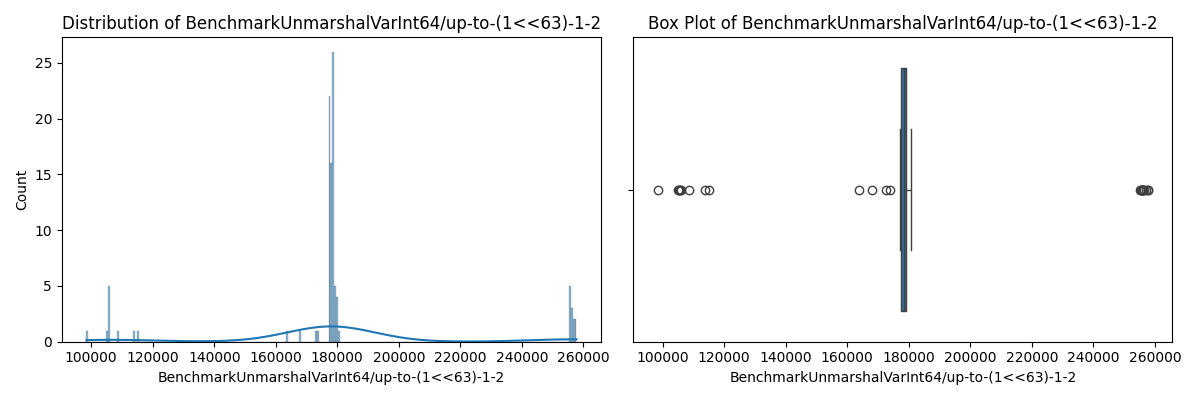 Distribution of BenchmarkUnmarshalVarInt64/up-to-(1<<63)-1-2
Count
25
20
15
10
5
0
100000 120000 140000 160000 180000 200000 220000 240000 260000
BenchmarkUnmarshalVarInt64/up-to-(1<<63)-1-2
Box Plot of BenchmarkUnmarshalVarInt64/up-to-(1<<63)-1-2
100000 120000 140000 160000 180000 200000 220000 240000 260000
BenchmarkUnmarshalVarInt64/up-to-(1<<63)-1-2